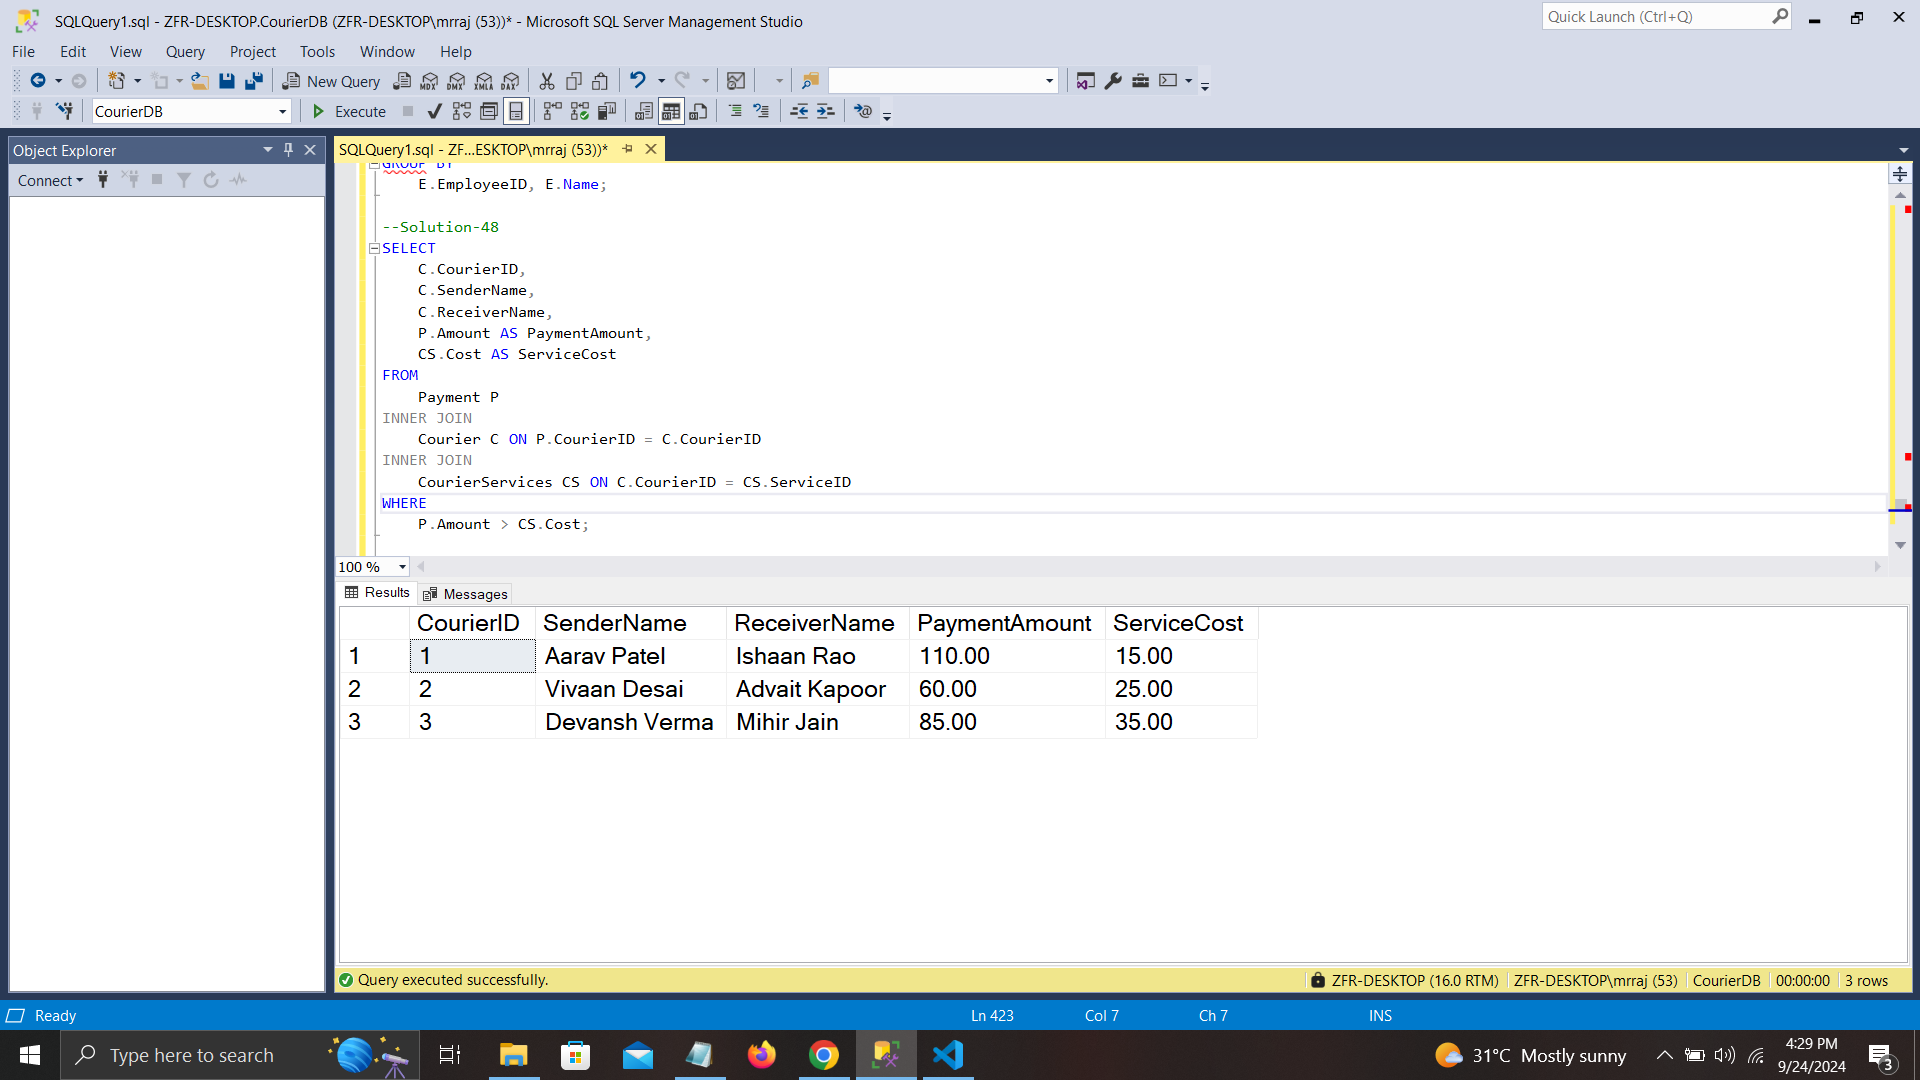 SQLQuery1.sql - ZFR-DESKTOP.CourierDB (ZFR-DESKTOP\mrraj (53))* - Microsoft SQL Server Management Studio
Quick Launch (Ctrl+Q)
File Edit View Query Project Tools Window Help
New Query MDX DMX XMLA DAX
CourierDB Execute
Object Explorer
SQLQuery1.sql - ZF...ESKTOP\mrraj (53))*
Connect
GROUP BY
E.EmployeeID, E.Name;
--Solution-48
SELECT
C.CourierID,
C.SenderName,
C.ReceiverName,
P.Amount AS PaymentAmount,
CS.Cost AS ServiceCost
FROM
Payment P
INNER JOIN
Courier C ON P.CourierID = C.CourierID
INNER JOIN
CourierServices CS ON C.CourierID = CS.ServiceID
WHERE
P.Amount > CS.Cost;
100 %
Results Messages
CourierID SenderName ReceiverName PaymentAmount ServiceCost
1 1 Aarav Patel Ishaan Rao 110.00 15.00
2 2 Vivaan Desai Advait Kapoor 60.00 25.00
3 3 Devansh Verma Mihir Jain 85.00 35.00
Query executed successfully. ZFR-DESKTOP (16.0 RTM) ZFR-DESKTOP\mrraj (53) CourierDB 00:00:00 3 rows
Ready Ln 423 Col 7 Ch 7 INS
Type here to search 31°C Mostly sunny 4:29 PM
9/24/2024 3